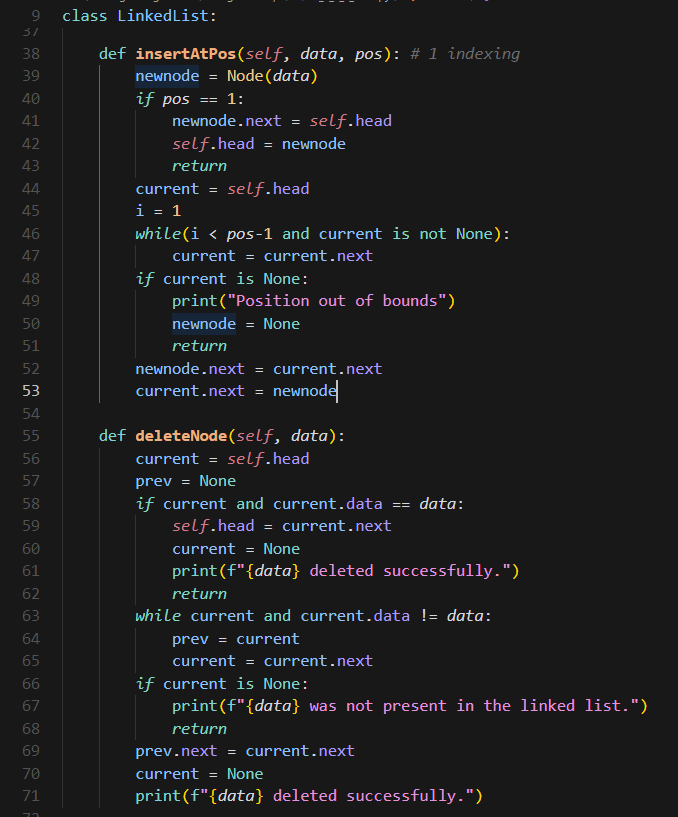 9 class LinkedList:
37
38     def insertAtPos(self, data, pos): # 1 indexing
39         newnode = Node(data)
40         if pos == 1:
41             newnode.next = self.head
42             self.head = newnode
43             return
44         current = self.head
45         i = 1
46         while(i < pos-1 and current is not None):
47             current = current.next
48         if current is None:
49             print("Position out of bounds")
50             newnode = None
51             return
52         newnode.next = current.next
53         current.next = newnode
54
55     def deleteNode(self, data):
56         current = self.head
57         prev = None
58         if current and current.data == data:
59             self.head = current.next
60             current = None
61             print(f"{data} deleted successfully.")
62             return
63         while current and current.data != data:
64             prev = current
65             current = current.next
66         if current is None:
67             print(f"{data} was not present in the linked list.")
68             return
69         prev.next = current.next
70         current = None
71         print(f"{data} deleted successfully.")